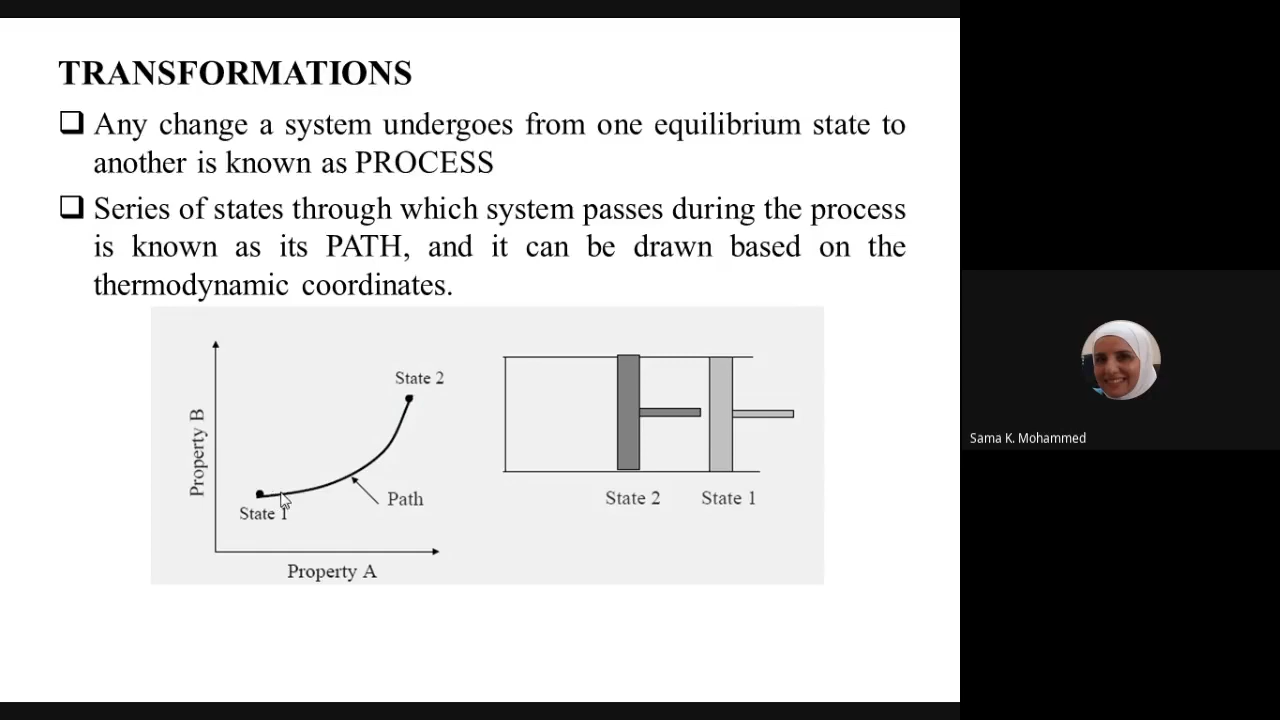 TRANSFORMATIONS
❑ Any change a system undergoes from one equilibrium state to
another is known as PROCESS
❑ Series of states through which system passes during the process
is known as its PATH, and it can be drawn based on the
thermodynamic coordinates.
State 2
Property B
Path
State 1
Property A
State 2
State 1
Sama K. Mohammed